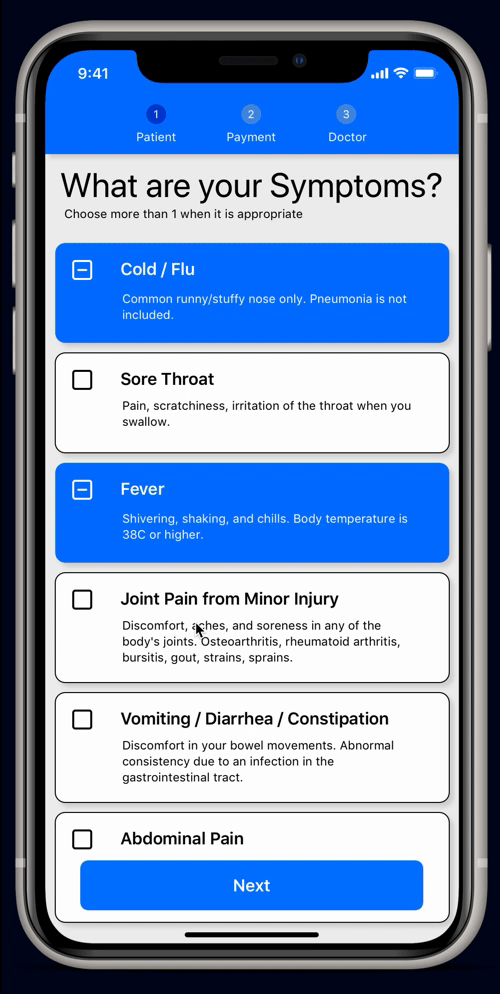 9:41
1 2 3
Patient Payment Doctor
What are your Symptoms?
Choose more than 1 when it is appropriate
Cold / Flu
Common runny/stuffy nose only. Pneumonia is not
included.
Sore Throat
Pain, scratchiness, irritation of the throat when you
swallow.
Fever
Shivering, shaking, and chills. Body temperature is
38C or higher.
Joint Pain from Minor Injury
Discomfort, aches, and soreness in any of the
body's joints. Osteoarthritis, rheumatoid arthritis,
bursitis, gout, strains, sprains.
Vomiting / Diarrhea / Constipation
Discomfort in your bowel movements. Abnormal
consistency due to an infection in the
gastrointestinal tract.
Abdominal Pain
Next